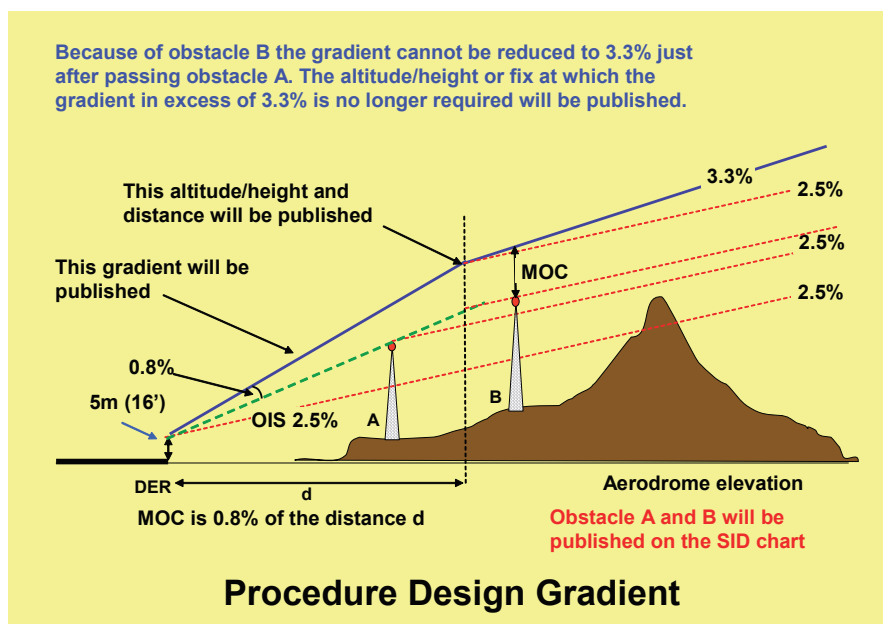 Because of obstacle B the gradient cannot be reduced to 3.3% just
after passing obstacle A. The altitude/height or fix at which the
gradient in excess of 3.3% is no longer required will be published.
3.3%
2.5%
This altitude/height and
distance will be published
2.5%
This gradient will be
published
MOC
2.5%
0.8%
5m (16')
OIS 2.5%
A
B
DER
d
Aerodrome elevation
MOC is 0.8% of the distance d
Obstacle A and B will be
published on the SID chart
Procedure Design Gradient